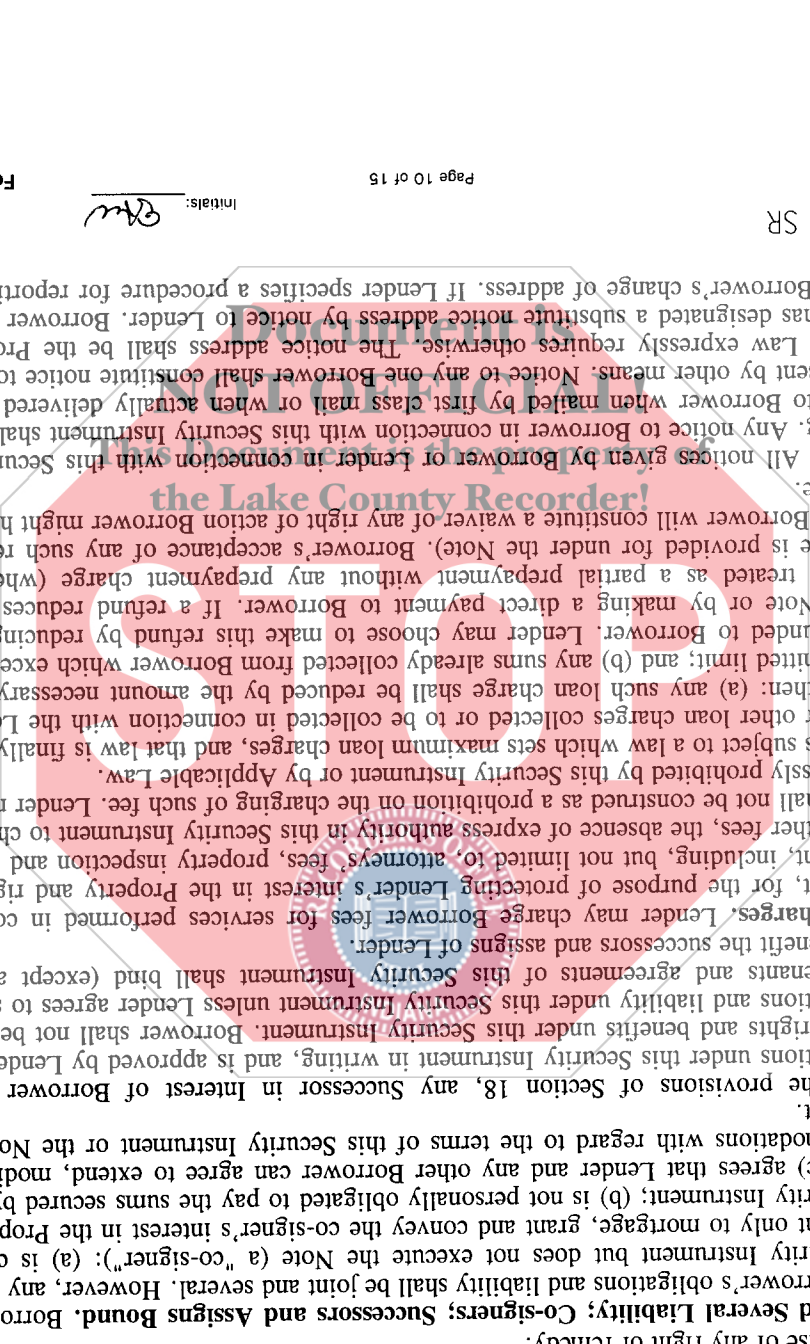 se of any right or remedy.
d Several Liability; Co-signers; Successors and Assigns Bound. Borro
rrower's obligations and liability shall be joint and several. However, any
rity Instrument but does not execute the Note (a "co-signer"): (a) is c
t only to mortgage, grant and convey the co-signer's interest in the Prop
rity Instrument; (b) is not personally obligated to pay the sums secured by
c) agrees that Lender and any other Borrower can agree to extend, modi
nodations with regard to the terms of this Security Instrument or the No
t.
he provisions of Section 18, any Successor in Interest of Borrower
tions under this Security Instrument in writing, and is approved by Lende
rights and benefits under this Security Instrument. Borrower shall not be
tions and liability under this Security Instrument unless Lender agrees to
enants and agreements of this Security Instrument shall bind (except a
nefit the successors and assigns of Lender.
harges. Lender may charge Borrower fees for services performed in co
t, for the purpose of protecting Lender's interest in the Property and rig
nt, including, but not limited to, attorneys' fees, property inspection and
ther fees, the absence of express authority in this Security Instrument to ch
hall not be construed as a prohibition on the charging of such fee. Lender
ssly prohibited by this Security Instrument or by Applicable Law.
s subject to a law which sets maximum loan charges, and that law is finally
r other loan charges collected or to be collected in connection with the L
then: (a) any such loan charge shall be reduced by the amount necessary
nitted limit; and (b) any sums already collected from Borrower which exce
unded to Borrower. Lender may choose to make this refund by reducing
Note or by making a direct payment to Borrower. If a refund reduces
treated as a partial prepayment without any prepayment charge (whe
e is provided for under the Note). Borrower's acceptance of any such re
Borrower will constitute a waiver of any right of action Borrower might h
e.
All notices given by Borrower or Lender in connection with this Secur
g. Any notice to Borrower in connection with this Security Instrument shal
to Borrower when mailed by first class mail or when actually delivered
sent by other means. Notice to any one Borrower shall constitute notice to
Law expressly requires otherwise. The notice address shall be the Pro
has designated a substitute notice address by notice to Lender. Borrower
Borrower's change of address. If Lender specifies a procedure for reporti
SR
Initials:
Page 10 of 15
Fo
Document is
NOT OFFICIAL!
This Document is the property of
the Lake County Recorder!
STOP